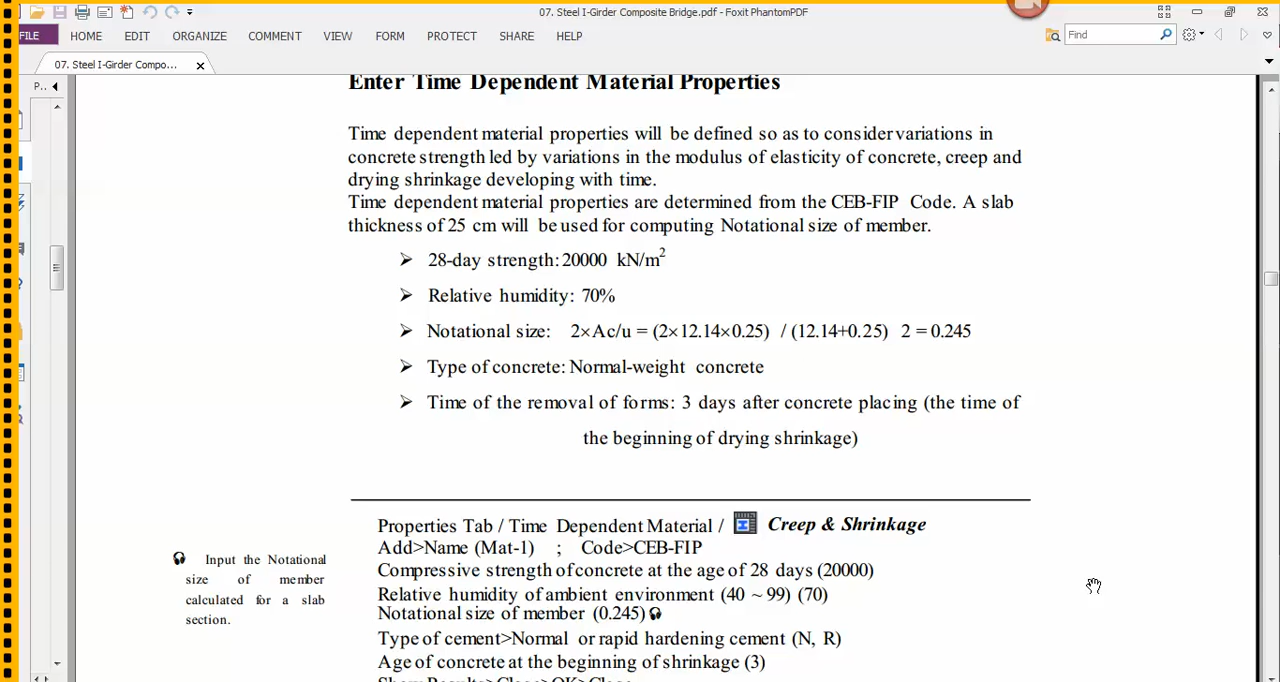 07. Steel I-Girder Composite Bridge.pdf - Foxit PhantomPDF
FILE HOME EDIT ORGANIZE COMMENT VIEW FORM PROTECT SHARE HELP Find
07. Steel I-Girder Compo...
P..
Enter Time Dependent Material Properties
Time dependent material properties will be defined so as to consider variations in
concrete strength led by variations in the modulus of elasticity of concrete, creep and
drying shrinkage developing with time.
Time dependent material properties are determined from the CEB-FIP Code. A slab
thickness of 25 cm will be used for computing Notational size of member.
➢ 28-day strength: 20000 kN/m²
➢ Relative humidity: 70%
➢ Notational size: 2×Ac/u = (2×12.14×0.25) / (12.14+0.25) 2 = 0.245
➢ Type of concrete: Normal-weight concrete
➢ Time of the removal of forms: 3 days after concrete placing (the time of
the beginning of drying shrinkage)
Properties Tab / Time Dependent Material / Creep & Shrinkage
Add>Name (Mat-1) ; Code>CEB-FIP
Compressive strength of concrete at the age of 28 days (20000)
Relative humidity of ambient environment (40 ~ 99) (70)
Notational size of member (0.245)
Type of cement>Normal or rapid hardening cement (N, R)
Age of concrete at the beginning of shrinkage (3)
Show Results>Close>OK>Close
Input the Notational
size of member
calculated for a slab
section.